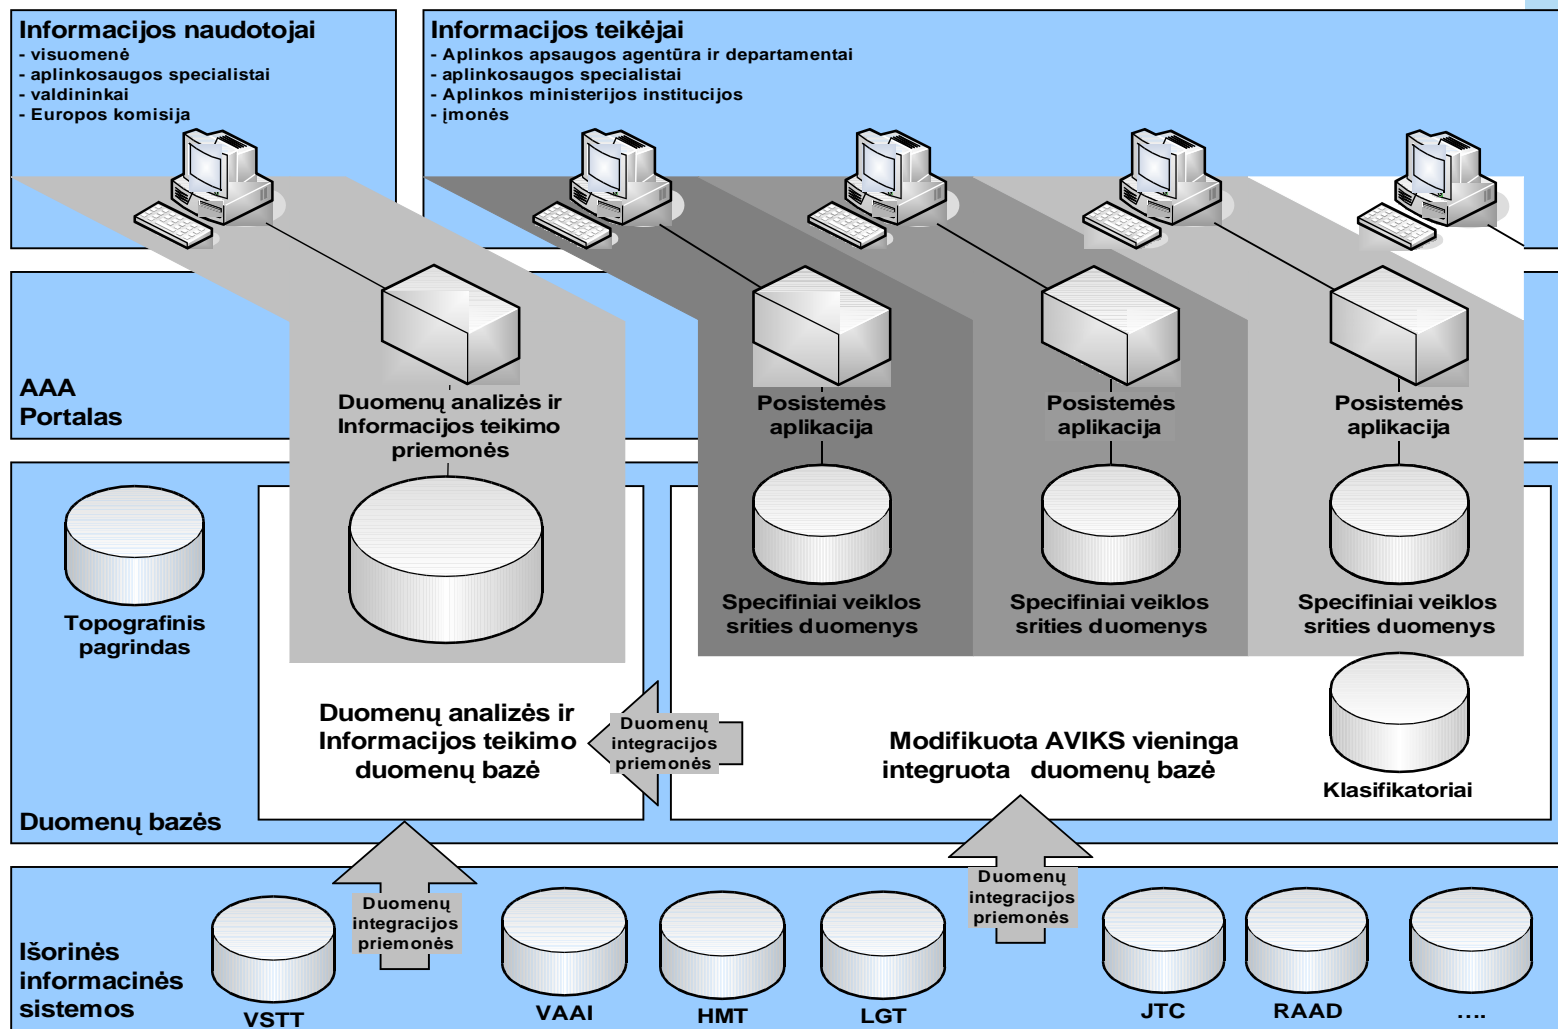 Informacijos naudotojai
- visuomenė
- aplinkosaugos specialistai
- valdininkai
- Europos komisija
Informacijos teikėjai
- Aplinkos apsaugos agentūra ir departamentai
- aplinkosaugos specialistai
- Aplinkos ministerijos institucijos
- įmonės
AAA
Portalas
Duomenų analizės ir
Informacijos teikimo
priemonės
Posistemės
aplikacija
Posistemės
aplikacija
Posistemės
aplikacija
Topografinis
pagrindas
Specifiniai veiklos
srities duomenys
Specifiniai veiklos
srities duomenys
Specifiniai veiklos
srities duomenys
Duomenų analizės ir
Informacijos teikimo
duomenų bazė
Duomenų
integracijos
priemonės
Modifikuota AVIKS vieninga
integruota duomenų bazė
Klasifikatoriai
Duomenų bazės
Duomenų
integracijos
priemonės
Duomenų
integracijos
priemonės
Išorinės
informacinės
sistemos
VSTT
VAAI
HMT
LGT
JTC
RAAD
....